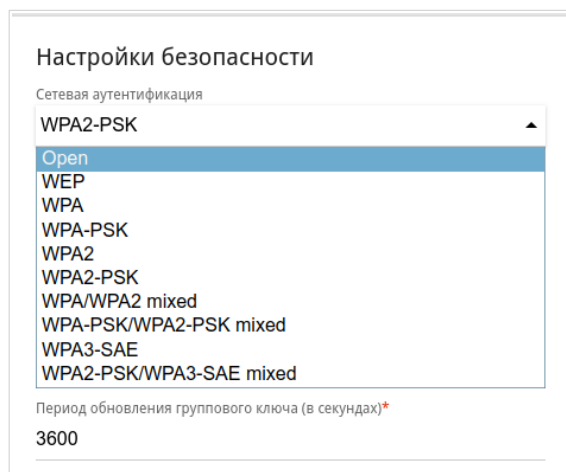 Настройки безопасности
Сетевая аутентификация
WPA2-PSK
Open
WEP
WPA
WPA-PSK
WPA2
WPA2-PSK
WPA/WPA2 mixed
WPA-PSK/WPA2-PSK mixed
WPA3-SAE
WPA2-PSK/WPA3-SAE mixed
Период обновления группового ключа (в секундах)*
3600